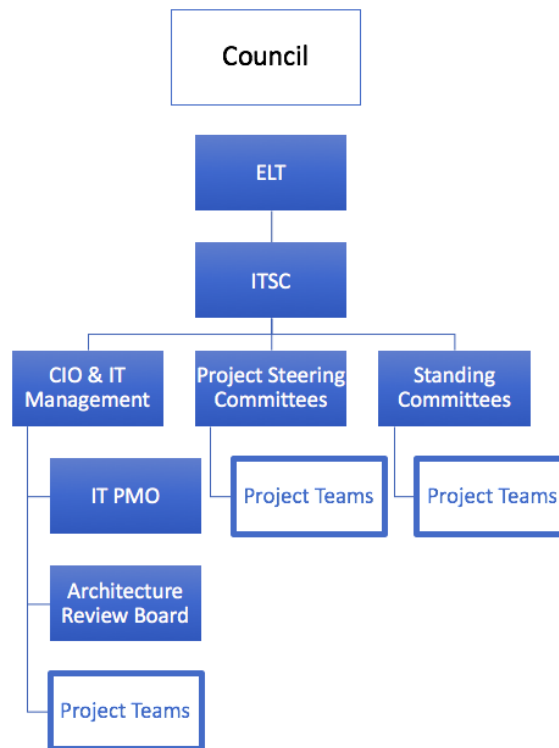 Council
ELT
ITSC
CIO & IT
Management
Project Steering
Committees
Standing
Committees
IT PMO
Project Teams
Project Teams
Architecture
Review Board
Project Teams